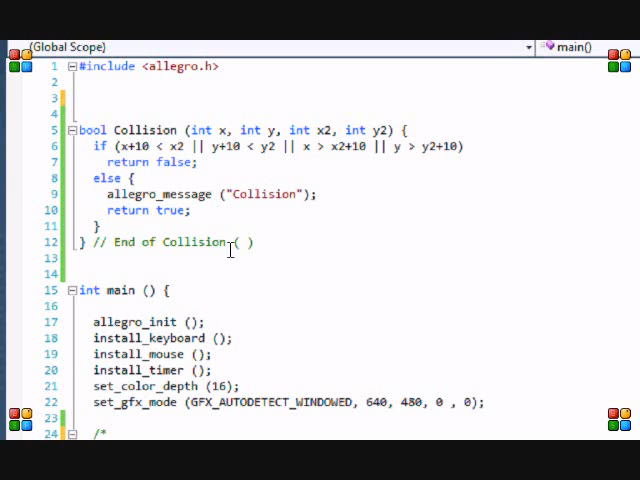 (Global Scope) main()
1 #include <allegro.h>
2
3
4
5 bool Collision (int x, int y, int x2, int y2) {
6 if (x+10 < x2 || y+10 < y2 || x > x2+10 || y > y2+10)
7 return false;
8 else {
9 allegro_message ("Collision");
10 return true;
11 }
12 } // End of Collision ( )
13
14
15 int main () {
16
17 allegro_init ();
18 install_keyboard ();
19 install_mouse ();
20 install_timer ();
21 set_color_depth (16);
22 set_gfx_mode (GFX_AUTODETECT_WINDOWED, 640, 480, 0 , 0);
23
24 /*